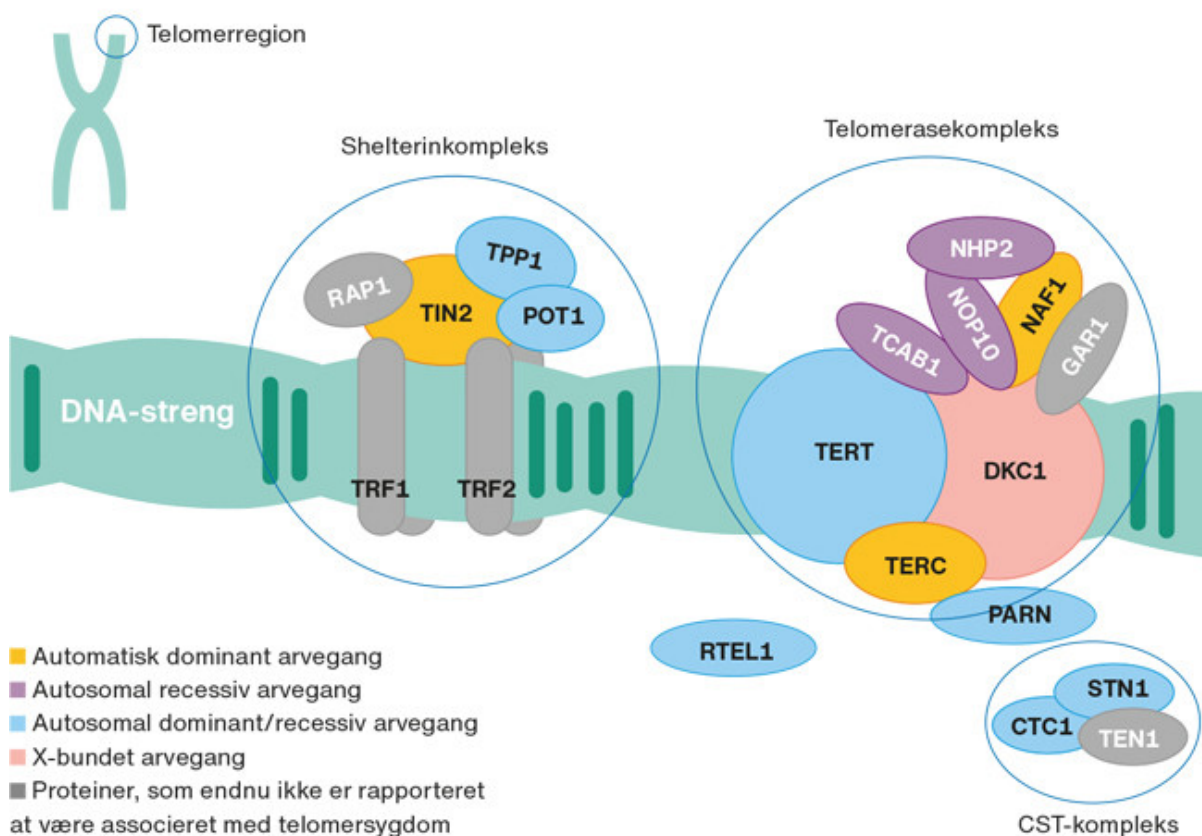 Telomerregion
Shelterinkompleks
Telomerasekompleks
RAP1
TIN2
TPP1
POT1
NHP2
NOP10
NAF1
TCAB1
GAR1
DNA-streng
TRF1
TRF2
TERT
DKC1
TERC
PARN
RTEL1
STN1
CTC1
TEN1
CST-kompleks
Automatisk dominant arvegang
Autosomal recessiv arvegang
Autosomal dominant/recessiv arvegang
X-bundet arvegang
Proteiner, som endnu ikke er rapporteret
at være associeret med telomersygdom